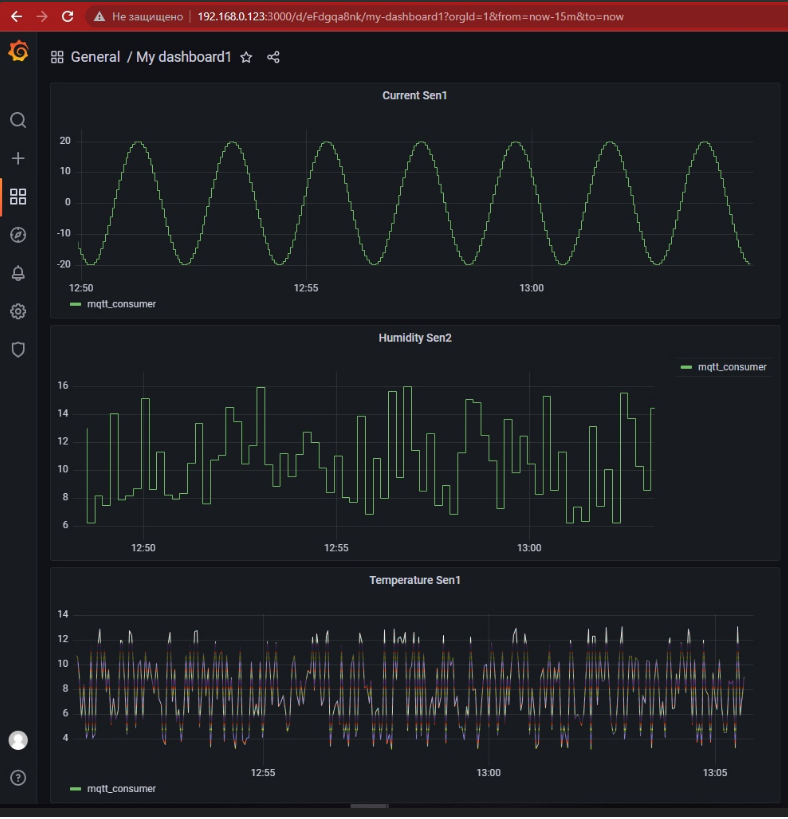 Не защищено 192.168.0.123:3000/d/eFdgqa8nk/my-dashboard1?orgId=1&from=now-15m&to=now
General / My dashboard1
Current Sen1
20
10
0
-10
-20
12:50 12:55 13:00
mqtt_consumer
Humidity Sen2
mqtt_consumer
16
14
12
10
8
6
12:50 12:55 13:00
Temperature Sen1
14
12
10
8
6
4
12:55 13:00 13:05
mqtt_consumer